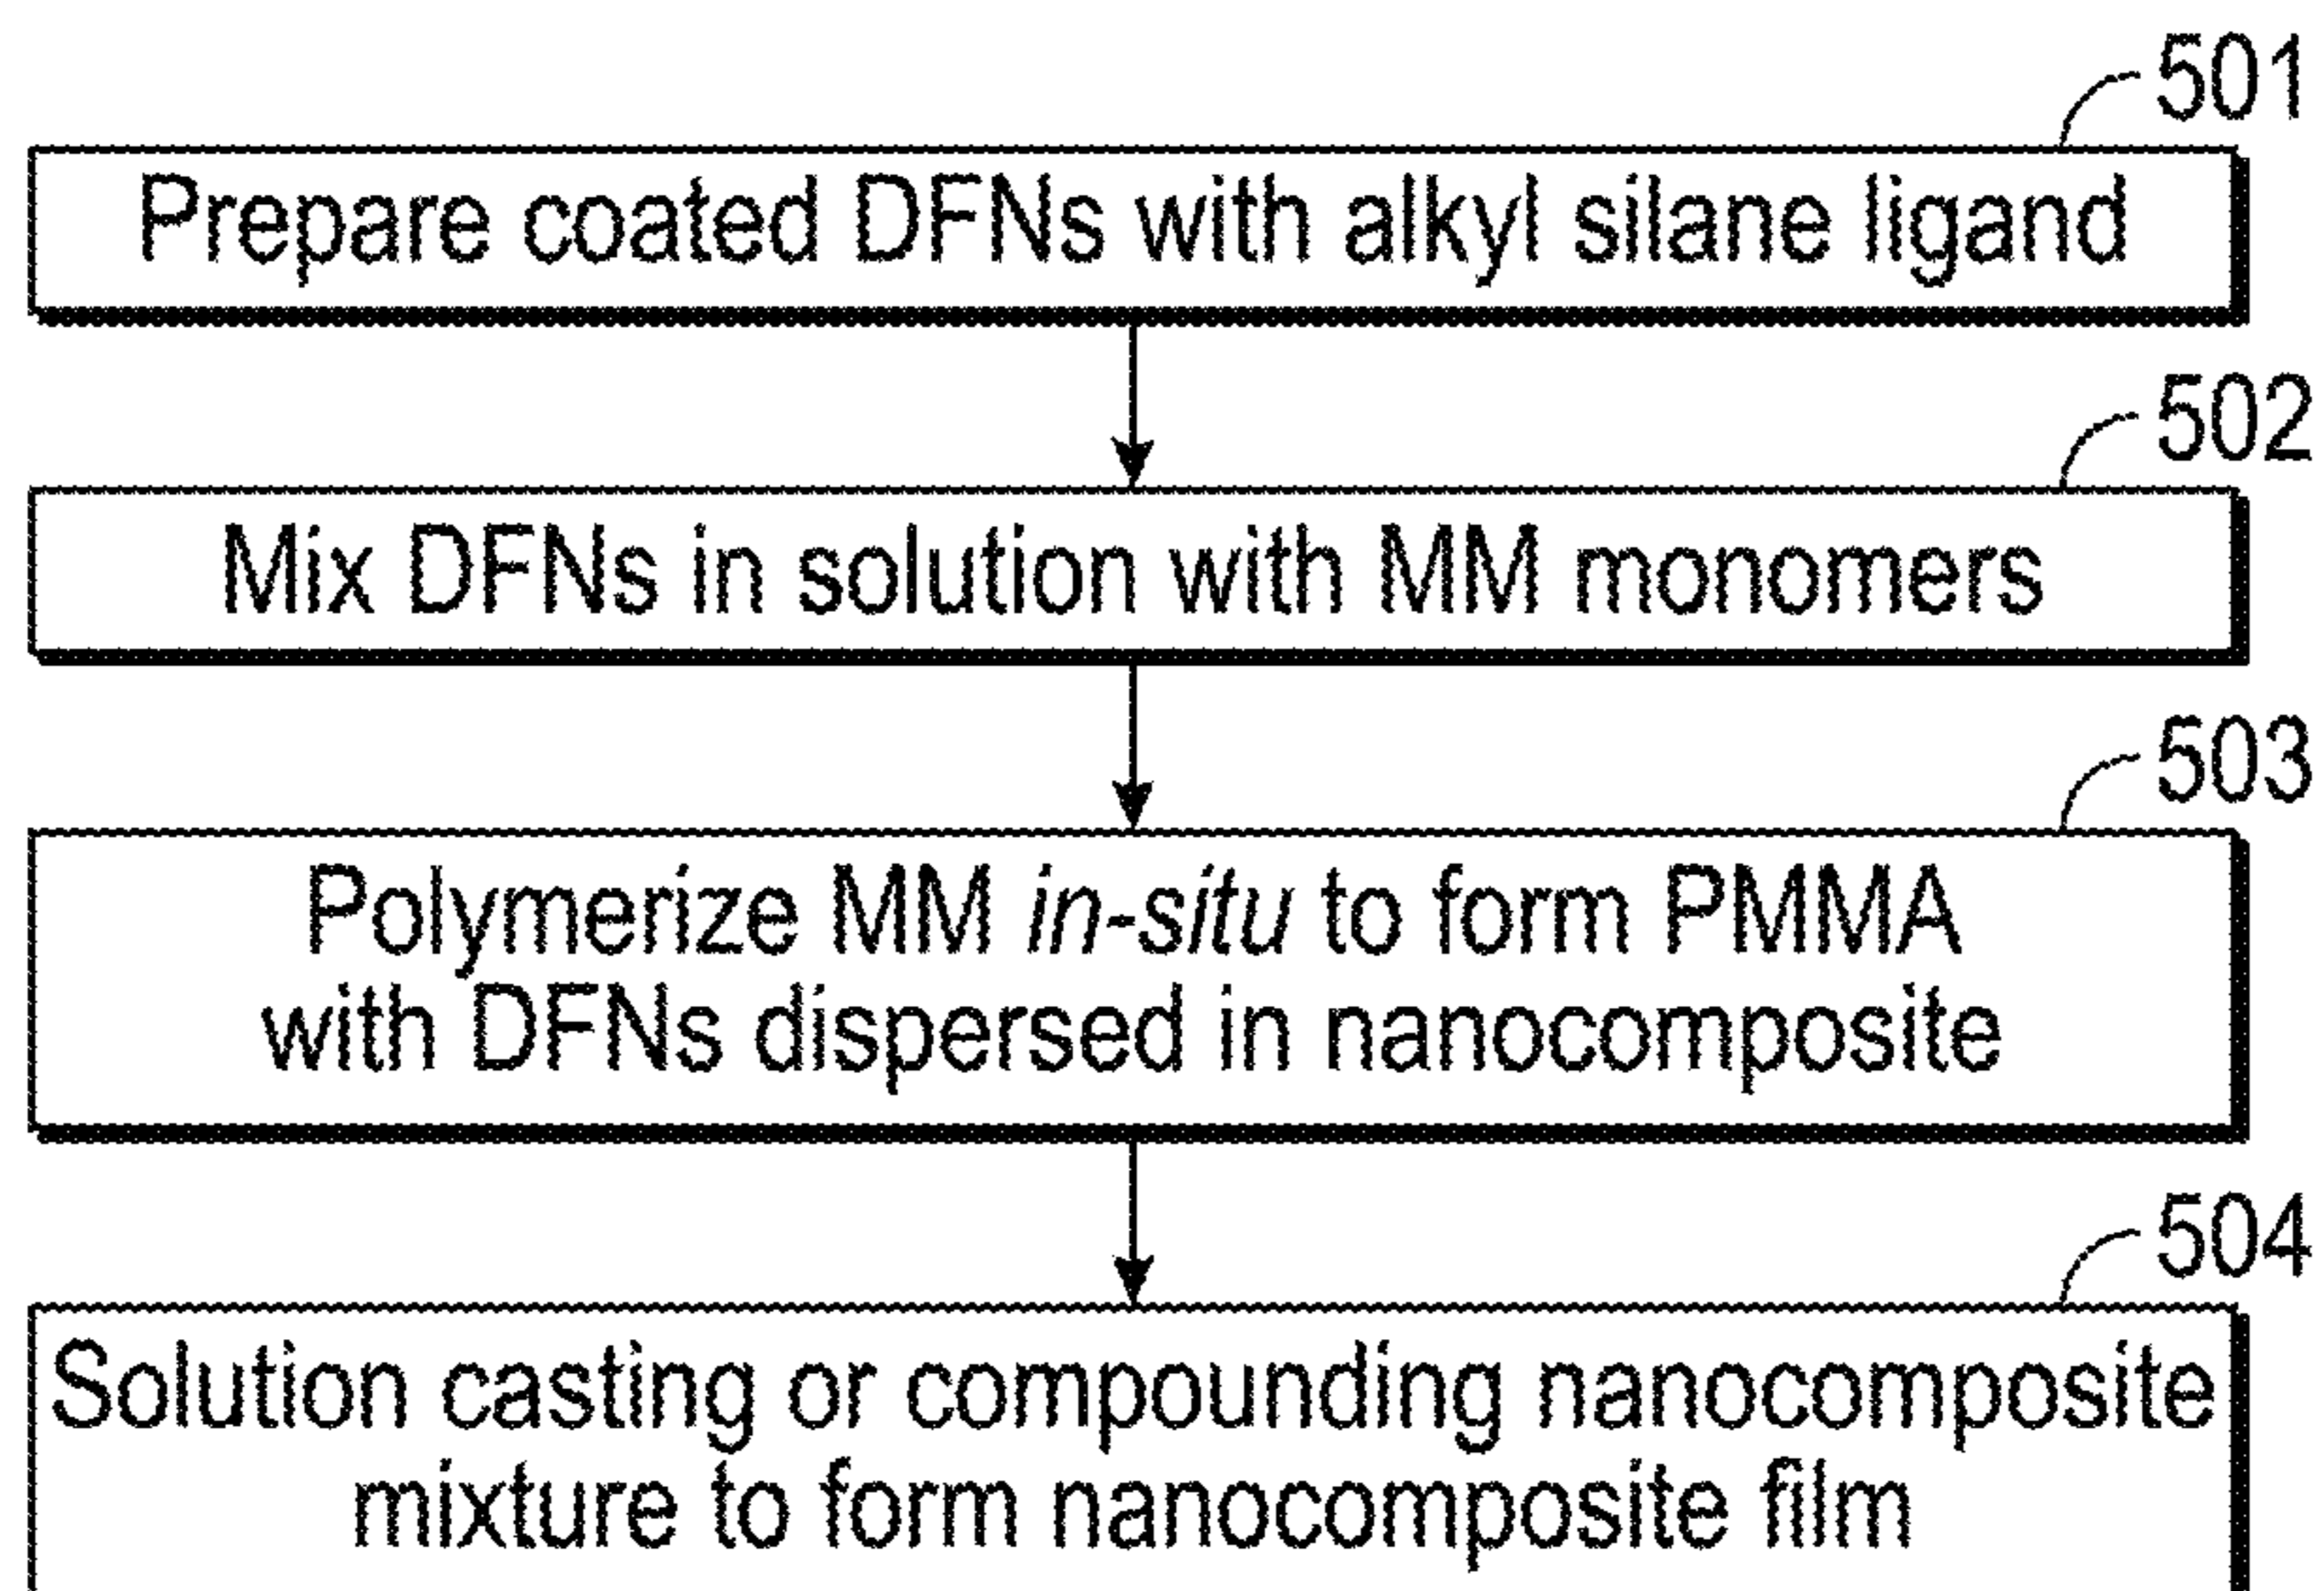 501
Prepare coated DFNs with alkyl silane ligand
502
Mix DFNs in solution with MM monomers
503
Polymerize MM in-situ to form PMMA
with DFNs dispersed in nanocomposite
504
Solution casting or compounding nanocomposite
mixture to form nanocomposite film